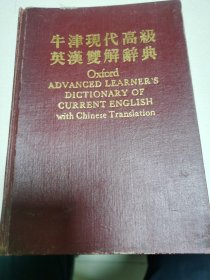 牛津現代高級
英漢雙解辭典
Oxford
ADVANCED LEARNER'S
DICTIONARY OF
CURRENT ENGLISH
with Chinese Translation